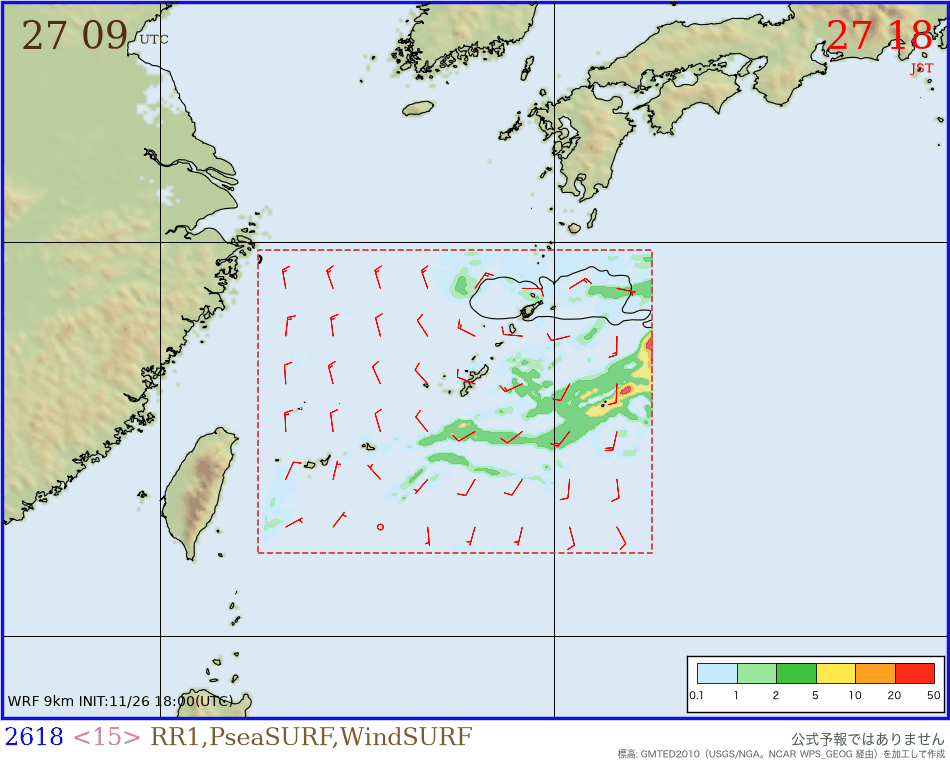 27 09 UTC
27 18
JST
0.1 1 2 5 10 20 50
WRF 9km INIT:11/26 18:00(UTC)
2618 <15> RR1,PseaSURF,WindSURF
公式予報ではありません
標高: GMTED2010（USGS/NGA。NCAR WPS_GEOG 経由）を加工して作成